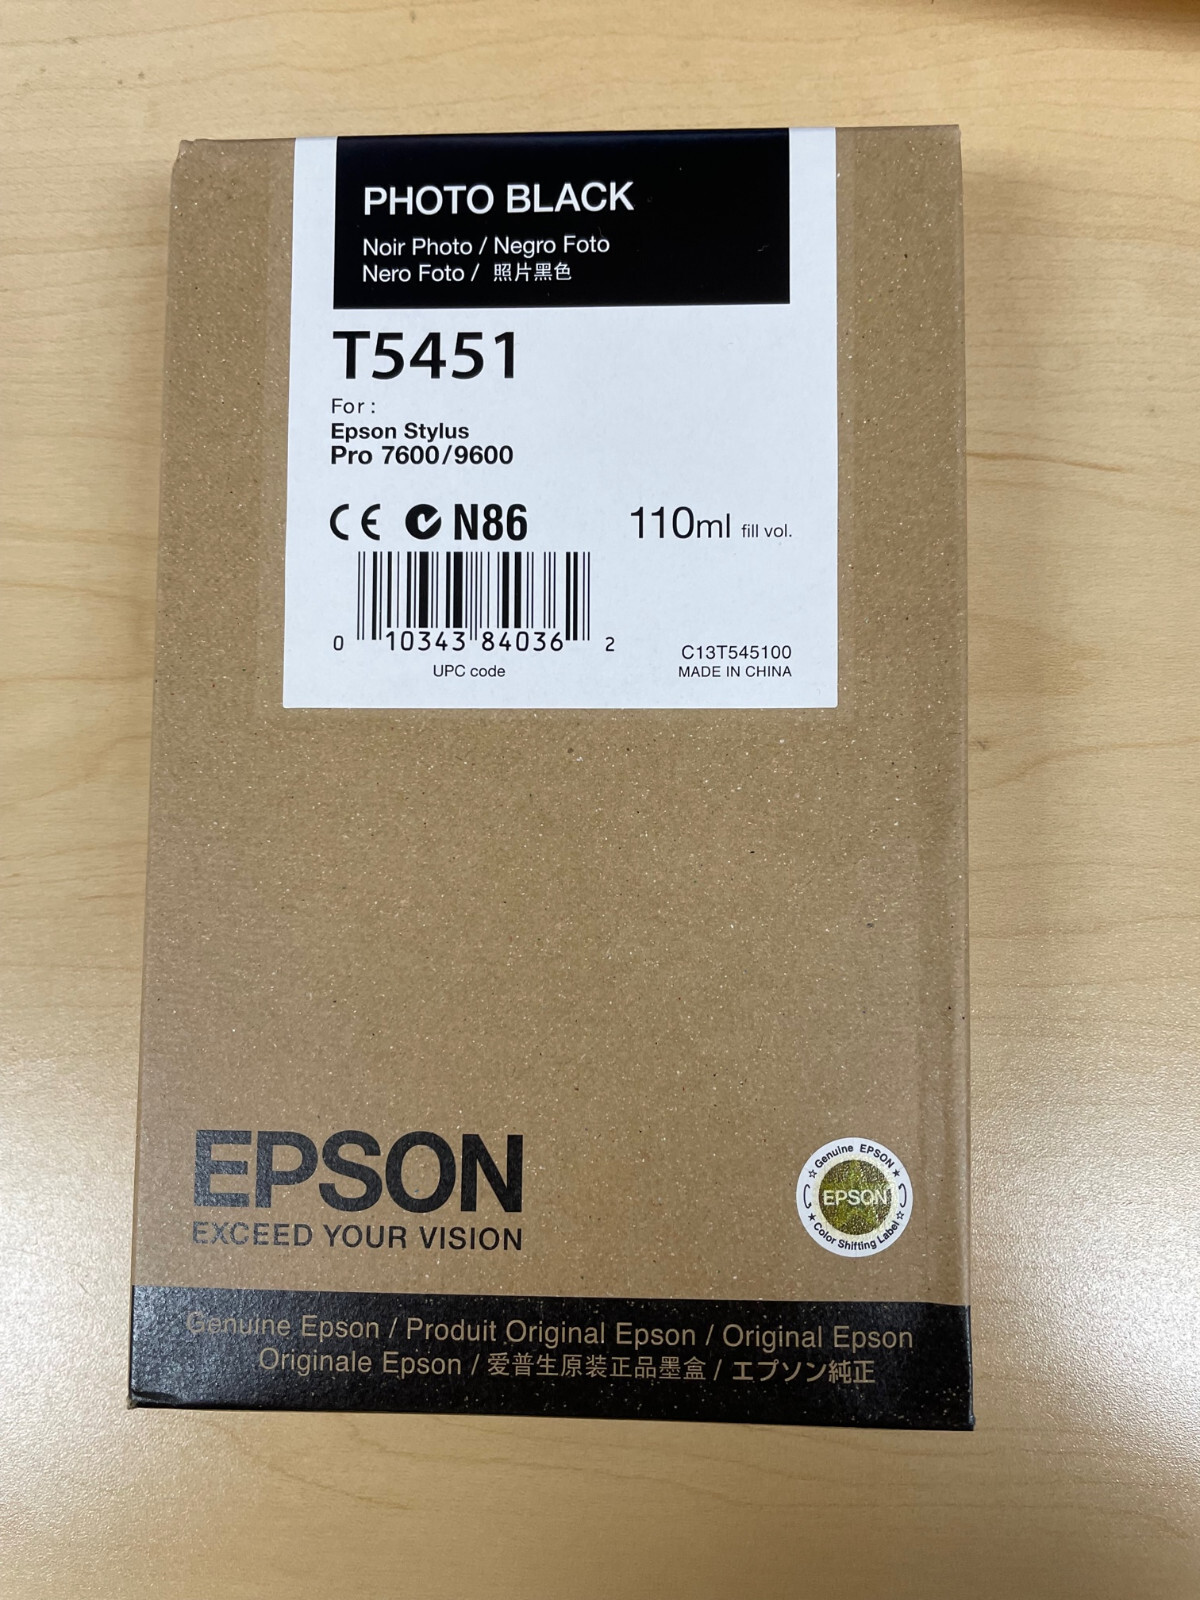 PHOTO BLACK
Noir Photo / Negro Foto
Nero Foto / 照片黑色
T5451
For :
Epson Stylus
Pro 7600/9600
CE N86
110ml fill vol.
0 10343 84036 2
UPC code
C13T545100
MADE IN CHINA
EPSON
EXCEED YOUR VISION
Genuine EPSON
EPSON
Color Shifting Label
Genuine Epson / Produit Original Epson / Original Epson
Originale Epson / 爱普生原装正品墨盒 / エプソン純正